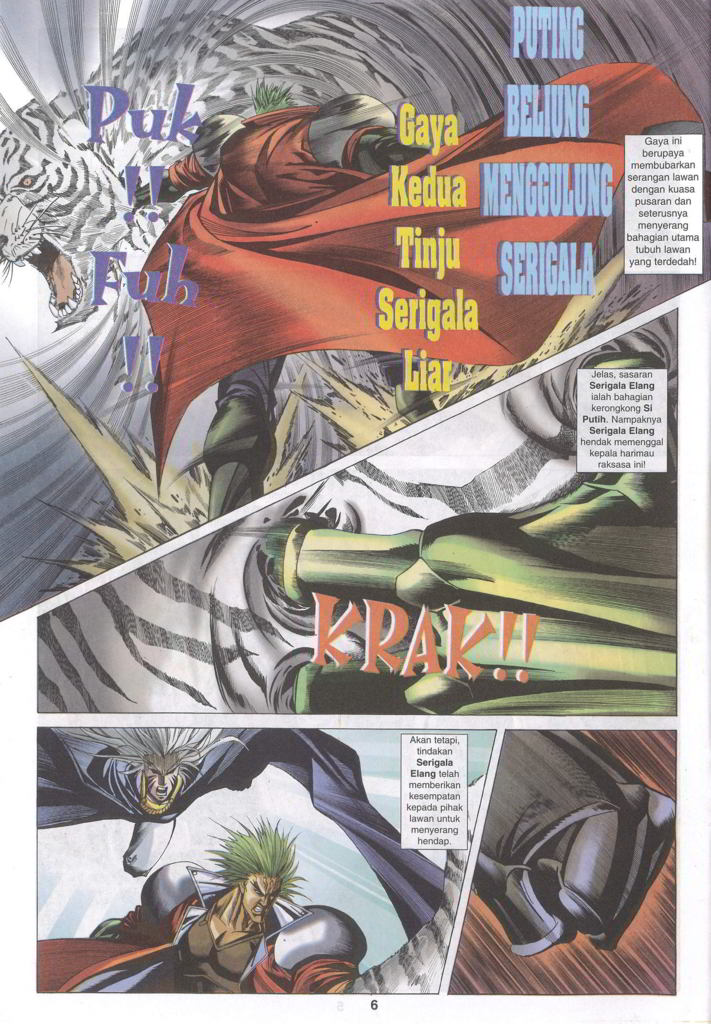 Puk
!!
Fuh
!!
Gaya
Kedua
Tinju
Serigala
Liar
PUTING
BELIUNG
MENGGULUNG
SERIGALA
Gaya ini
berupaya
membubarkan
serangan lawan
dengan kuasa
pusaran dan
seterusnya
menyerang
bahagian utama
tubuh lawan
yang terdedah!
Jelas, sasaran
Serigala Elang
ialah bahagian
kerongkong Si
Putih. Nampaknya
Serigala Elang
hendak memenggal
kepala harimau
raksasa ini!
KRAK!!
Akan tetapi,
tindakan
Serigala
Elang telah
memberikan
kesempatan
kepada pihak
lawan untuk
menyerang
hendap.
6